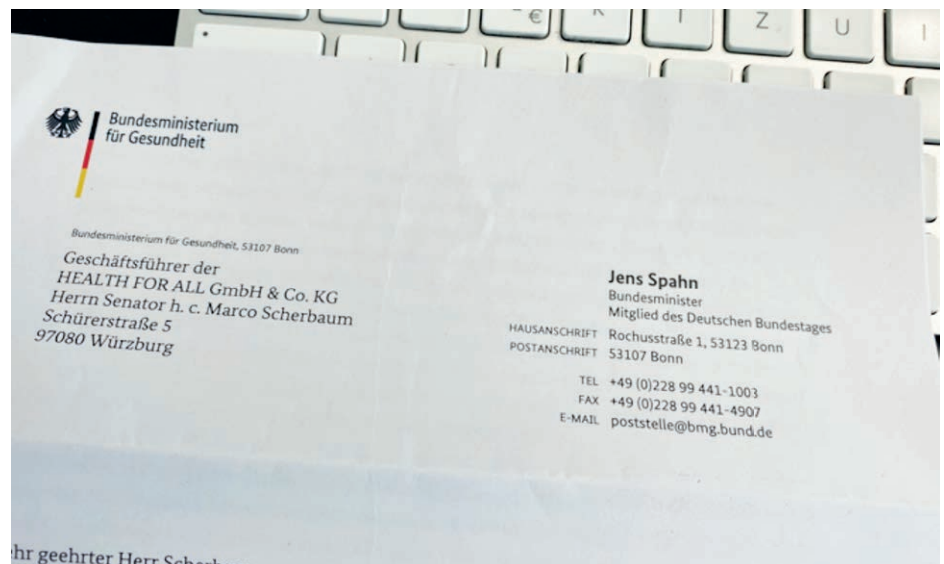 €
K
Z
U
I
Bundesministerium
für Gesundheit
Bundesministerium für Gesundheit, 53107 Bonn
Geschäftsführer der
HEALTH FOR ALL GmbH & Co. KG
Herrn Senator h. c. Marco Scherbaum
Schürerstraße 5
97080 Würzburg
Jens Spahn
Bundesminister
Mitglied des Deutschen Bundestages
HAUSANSCHRIFT Rochusstraße 1, 53123 Bonn
POSTANSCHRIFT 53107 Bonn
TEL +49 (0)228 99 441-1003
FAX +49 (0)228 99 441-4907
E-MAIL poststelle@bmg.bund.de
geehrter Herr